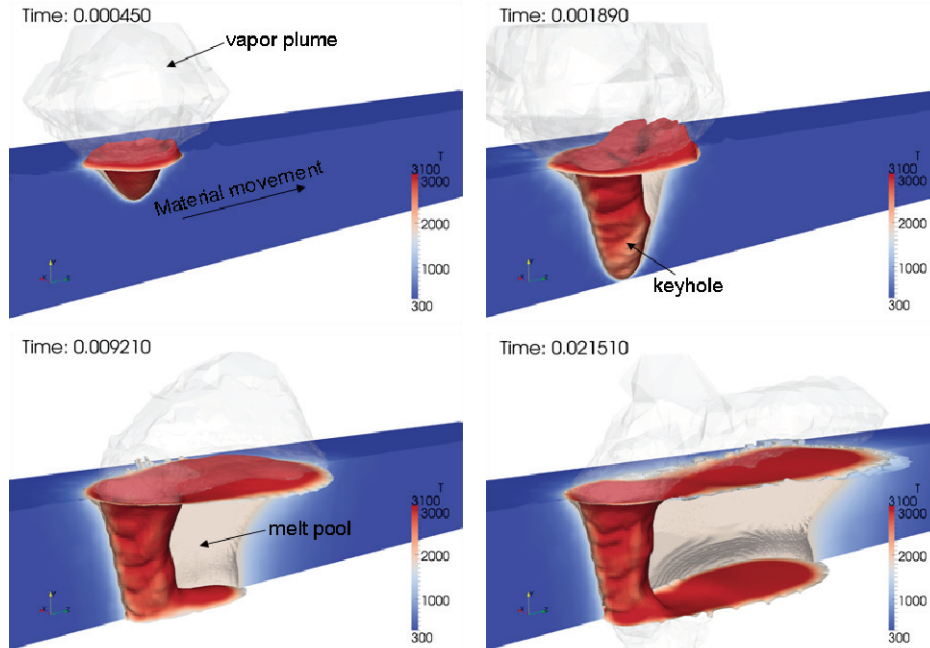 Time: 0.000450
vapor plume
Material movement
T
3100
3000
2000
1000
300
Time: 0.001890
keyhole
T
3100
3000
2000
1000
300
Time: 0.009210
melt pool
T
3100
3000
2000
1000
300
Time: 0.021510
T
3100
3000
2000
1000
300